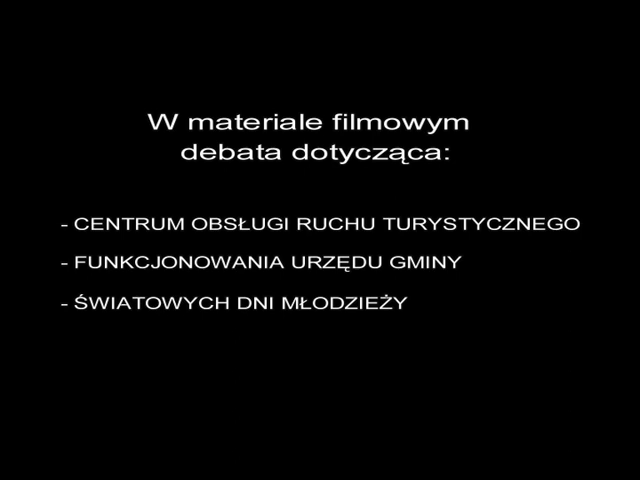 W materiale filmowym
debata dotycząca:
- CENTRUM OBSŁUGI RUCHU TURYSTYCZNEGO
- FUNKCJONOWANIA URZĘDU GMINY
- ŚWIATOWYCH DNI MŁODZIEŻY